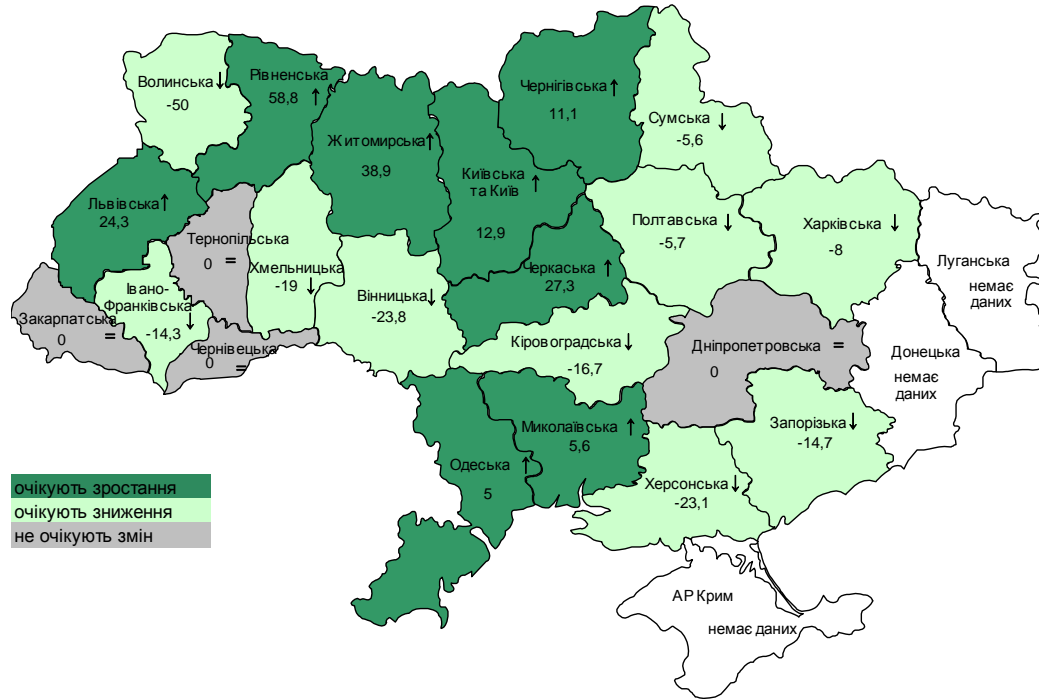 Волинська ↓
-50
Рівненська
58,8 ↑ ↑
Житомирська ↑
38,9
Київська
та Київ ↑
12,9
Чернігівська ↑
11,1
Сумська ↓
-5,6
Львівська ↑
24,3
Тернопільська
0 =
Хмельницька
-19 ↓
Вінницька ↓
-23,8
Черкаська ↑
27,3
Полтавська ↓
-5,7
Харківська ↓
-8
Луганська
немає
даних
Закарпатська
0 =
Івано-
Франківська
-14,3 ↓
Чернівецька
0 =
Кіровоградська ↓
-16,7
Дніпропетровська =
0
Донецька
немає
даних
Одеська ↑
5
Миколаївська ↑
5,6
Херсонська ↓
-23,1
Запорізька ↓
-14,7
АР Крим
немає даних
очікують зростання
очікують зниження
не очікують змін